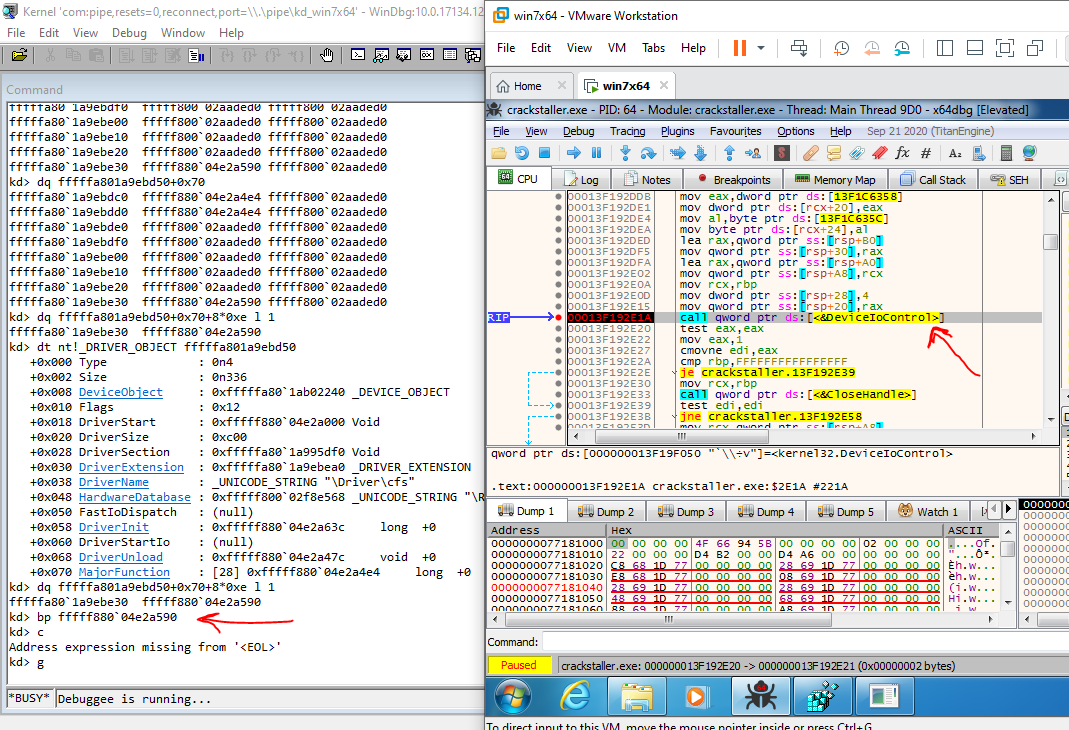 Kernel 'com:pipe,resets=0,reconnect,port=\\.\pipe\kd_win7x64' - WinDbg:10.0.17134.12
File Edit View Debug Window Help
Command
fffffa80`1a9ebdf0 fffff800`02aaded0 fffff800`02aaded0
fffffa80`1a9ebe00 fffff800`02aaded0 fffff800`02aaded0
fffffa80`1a9ebe10 fffff800`02aaded0 fffff800`02aaded0
fffffa80`1a9ebe20 fffff800`02aaded0 fffff800`02aaded0
fffffa80`1a9ebe30 fffff880`04e2a590 fffff800`02aaded0
kd> dq fffffa801a9ebd50+0x70
fffffa80`1a9ebdc0 fffff880`04e2a4e4 fffff800`02aaded0
fffffa80`1a9ebdd0 fffff880`04e2a4e4 fffff800`02aaded0
fffffa80`1a9ebde0 fffff800`02aaded0 fffff800`02aaded0
fffffa80`1a9ebdf0 fffff800`02aaded0 fffff800`02aaded0
fffffa80`1a9ebe00 fffff800`02aaded0 fffff800`02aaded0
fffffa80`1a9ebe10 fffff800`02aaded0 fffff800`02aaded0
fffffa80`1a9ebe20 fffff800`02aaded0 fffff800`02aaded0
fffffa80`1a9ebe30 fffff880`04e2a590 fffff800`02aaded0
kd> dq fffffa801a9ebd50+0x70+8*0xe l 1
fffffa80`1a9ebe30 fffff880`04e2a590
kd> dt nt!_DRIVER_OBJECT fffffa801a9ebd50
+0x000 Type : 0n4
+0x002 Size : 0n336
+0x008 DeviceObject : 0xfffffa80`1ab02240 _DEVICE_OBJECT
+0x010 Flags : 0x12
+0x018 DriverStart : 0xfffff880`04e2a000 Void
+0x020 DriverSize : 0xc00
+0x028 DriverSection : 0xfffffa80`1a995df0 Void
+0x030 DriverExtension : 0xfffffa80`1a9ebea0 _DRIVER_EXTENSION
+0x038 DriverName : _UNICODE_STRING "\Driver\cfs"
+0x048 HardwareDatabase : 0xfffff800`02f8e568 _UNICODE_STRING "\R
+0x050 FastIoDispatch : (null)
+0x058 DriverInit : 0xfffff880`04e2a63c long +0
+0x060 DriverStartIo : (null)
+0x068 DriverUnload : 0xfffff880`04e2a47c void +0
+0x070 MajorFunction : [28] 0xfffff880`04e2a4e4 long +0
kd> dq fffffa801a9ebd50+0x70+8*0xe l 1
fffffa80`1a9ebe30 fffff880`04e2a590
kd> bp fffff880`04e2a590
kd> c
Address expression missing from '<EOL>'
kd> g
*BUSY* Debuggee is running...
win7x64 - VMware Workstation
File Edit View VM Tabs Help
Home win7x64
crackstaller.exe - PID: 64 - Module: crackstaller.exe - Thread: Main Thread 9D0 - x64dbg [Elevated]
File View Debug Tracing Plugins Favourites Options Help Sep 21 2020 (TitanEngine)
CPU Log Notes Breakpoints Memory Map Call Stack SEH
00013F192DDB mov eax,dword ptr ds:[13F1C6358]
00013F192DE1 mov dword ptr ds:[rcx+20],eax
00013F192DE4 mov al,byte ptr ds:[13F1C635C]
00013F192DEA mov byte ptr ds:[rcx+24],al
00013F192DED lea rax,qword ptr ss:[rsp+B0]
00013F192DF5 mov qword ptr ss:[rsp+30],rax
00013F192DFA lea rax,qword ptr ss:[rsp+A0]
00013F192E02 mov qword ptr ss:[rsp+A8],rcx
00013F192E0A mov rcx,rbp
00013F192E0D mov dword ptr ss:[rsp+28],4
00013F192E15 mov qword ptr ss:[rsp+20],rax
RIP 00013F192E1A call qword ptr ds:[<&DeviceIoControl>]
00013F192E20 test eax,eax
00013F192E22 mov eax,1
00013F192E27 cmovne edi,eax
00013F192E2A cmp rbp,FFFFFFFFFFFFFFFF
00013F192E2E je crackstaller.13F192E39
00013F192E30 mov rcx,rbp
00013F192E33 call qword ptr ds:[<&CloseHandle>]
00013F192E39 test edi,edi
00013F192E3B jne crackstaller.13F192E58
00013F192E3D mov rcx,qword ptr ss:[rsp+A8]
qword ptr ds:[000000013F19F050 "`\\÷v"]=<kernel32.DeviceIoControl>
.text:000000013F192E1A crackstaller.exe:$2E1A #221A
Dump 1 Dump 2 Dump 3 Dump 4 Dump 5 Watch 1
Address Hex ASCII
0000000077181000 00 00 00 00 4F 66 94 5B 00 00 00 00 02 00 00 00 ....Of.
0000000077181010 22 00 00 00 D4 B2 00 00 D4 A6 00 00 00 00 00 00 "...Ô².
0000000077181020 C8 68 1D 77 00 00 00 00 28 69 1D 77 00 00 00 00 Èh.w...
0000000077181030 E8 68 1D 77 00 00 00 00 08 69 1D 77 00 00 00 00 èh.w...
0000000077181040 28 69 1D 77 00 00 00 00 68 69 1D 77 00 00 00 00 (i.w...
0000000077181050 48 69 1D 77 00 00 00 00 68 69 1D 77 00 00 00 00 Hi.w...
0000000077181060 88 69 1D 77 00 00 00 00 A8 69 1D 77 00 00 00 00 .i.w
Command:
Paused crackstaller.exe: 000000013F192E20 -> 000000013F192E21 (0x00000002 bytes)
To direct input to this VM, move the mouse pointer inside or press Ctrl+G.